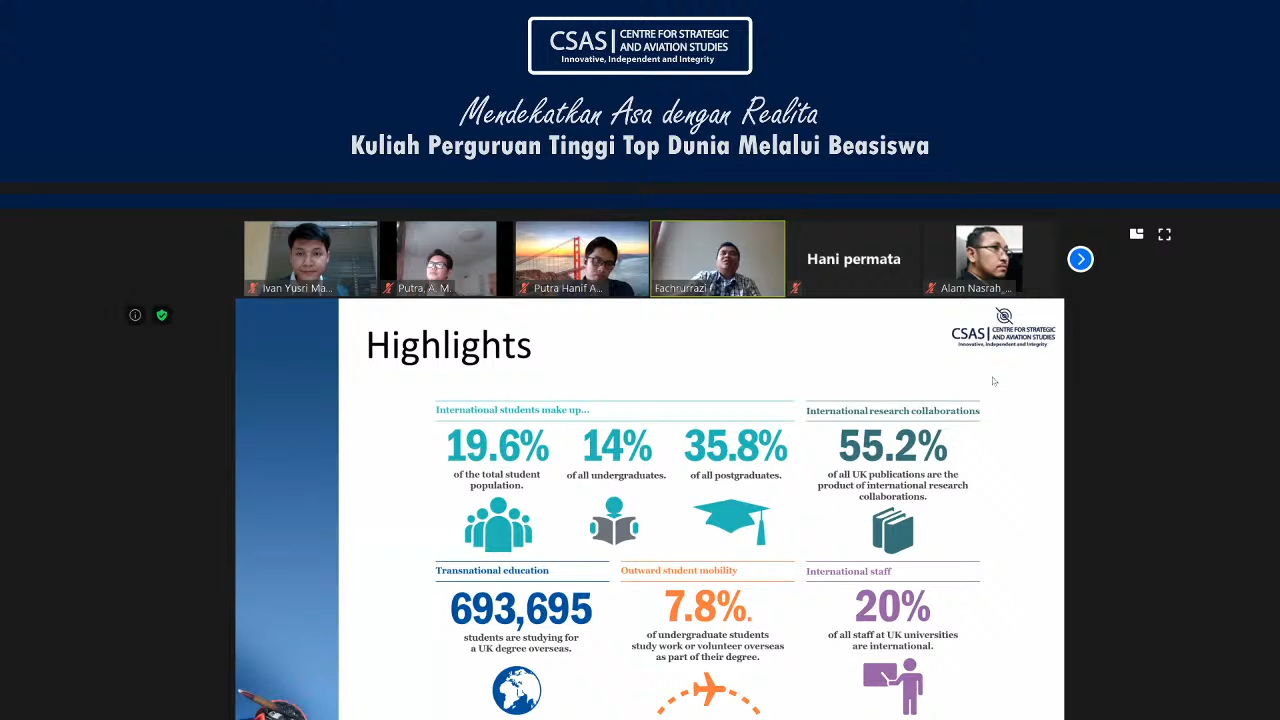 CSAS | CENTRE FOR STRATEGIC
AND AVIATION STUDIES
Innovative, Independent and Integrity
Mendekatkan Asa dengan Realita
Kuliah Perguruan Tinggi Top Dunia Melalui Beasiswa
Ivan Yusri Ma...
Putra, A. M.
Putra Hanif A...
Fachrurrazi
Hani permata
Alam Nasrah_...
Highlights
CSAS | CENTRE FOR STRATEGIC
AND AVIATION STUDIES
Innovative, Independent and Integrity
International students make up...
19.6%
of the total student
population.
14%
of all undergraduates.
35.8%
of all postgraduates.
International research collaborations
55.2%
of all UK publications are the
product of international research
collaborations.
Transnational education
693,695
students are studying for
a UK degree overseas.
Outward student mobility
7.8%.
of undergraduate students
study work or volunteer overseas
as part of their degree.
International staff
20%
of all staff at UK universities
are international.